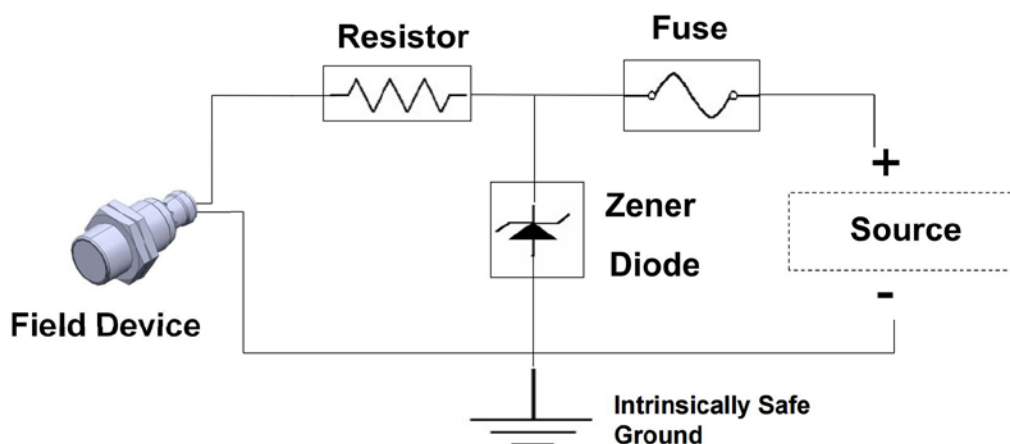 Resistor
Fuse
+
Zener
Diode
Source
-
Field Device
Intrinsically Safe
Ground